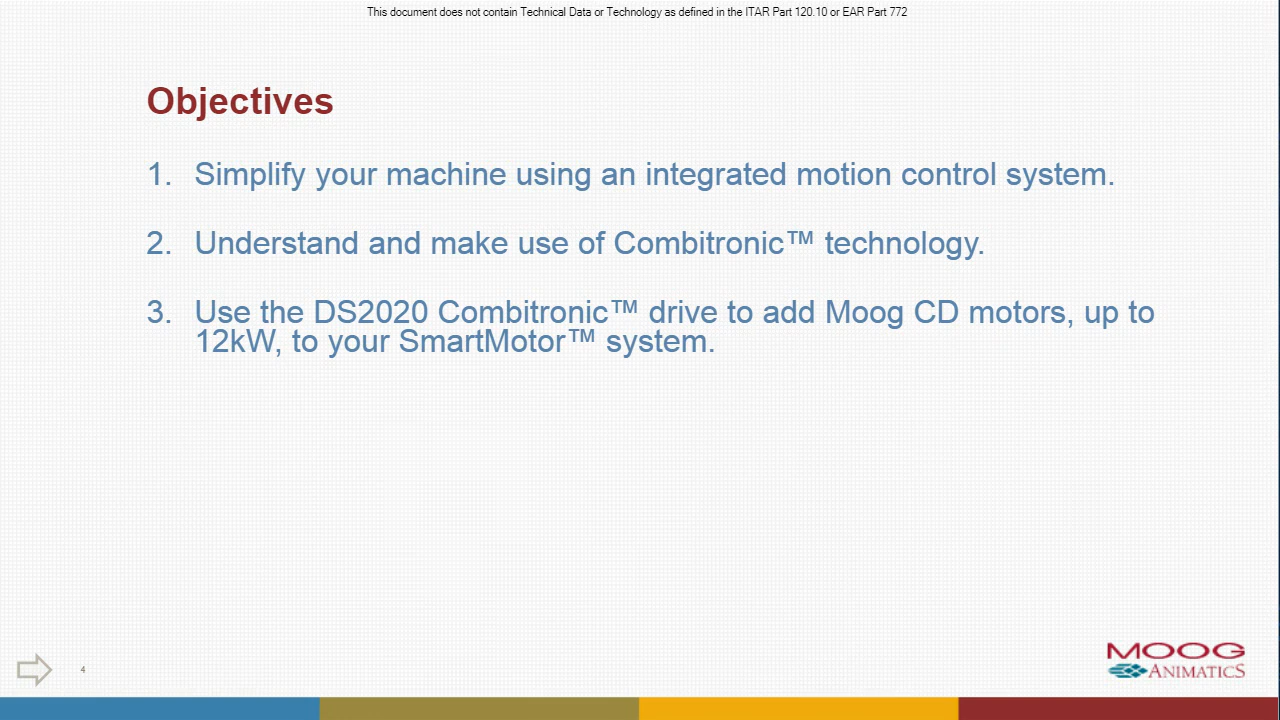 This document does not contain Technical Data or Technology as defined in the ITAR Part 120.10 or EAR Part 772
Objectives
1. Simplify your machine using an integrated motion control system.
2. Understand and make use of Combitronic™ technology.
3. Use the DS2020 Combitronic™ drive to add Moog CD motors, up to
12kW, to your SmartMotor™ system.
4
MOOG
ANIMATICS